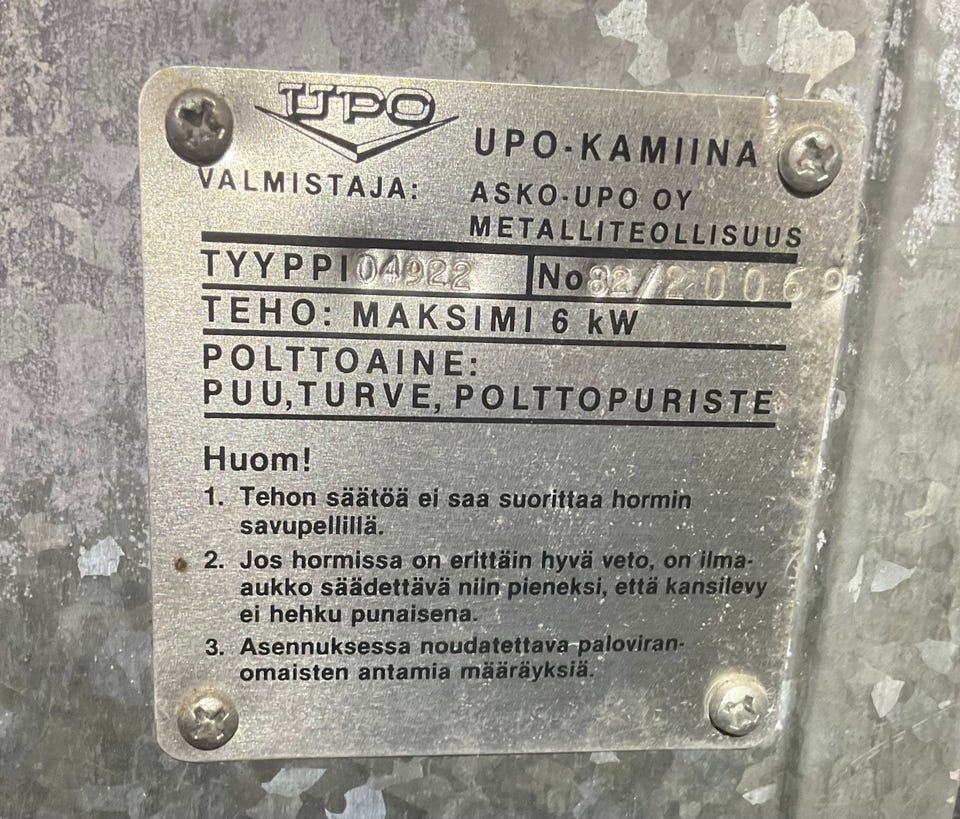 UPO
UPO-KAMIINA
VALMISTAJA: ASKO-UPO OY
METALLITEOLLISUUS
TYYPPI 04922 No 82/20069
TEHO: MAKSIMI 6 kW
POLTTOAINE:
PUU, TURVE, POLTTOPURISTE
Huom!
1. Tehon säätöä ei saa suorittaa hormin
savupellillä.
2. Jos hormissa on erittäin hyvä veto, on ilma-
aukko säädettävä niin pieneksi, että kansilevy
ei hehku punaisena.
3. Asennuksessa noudatettava paloviran-
omaisten antamia määräyksiä.